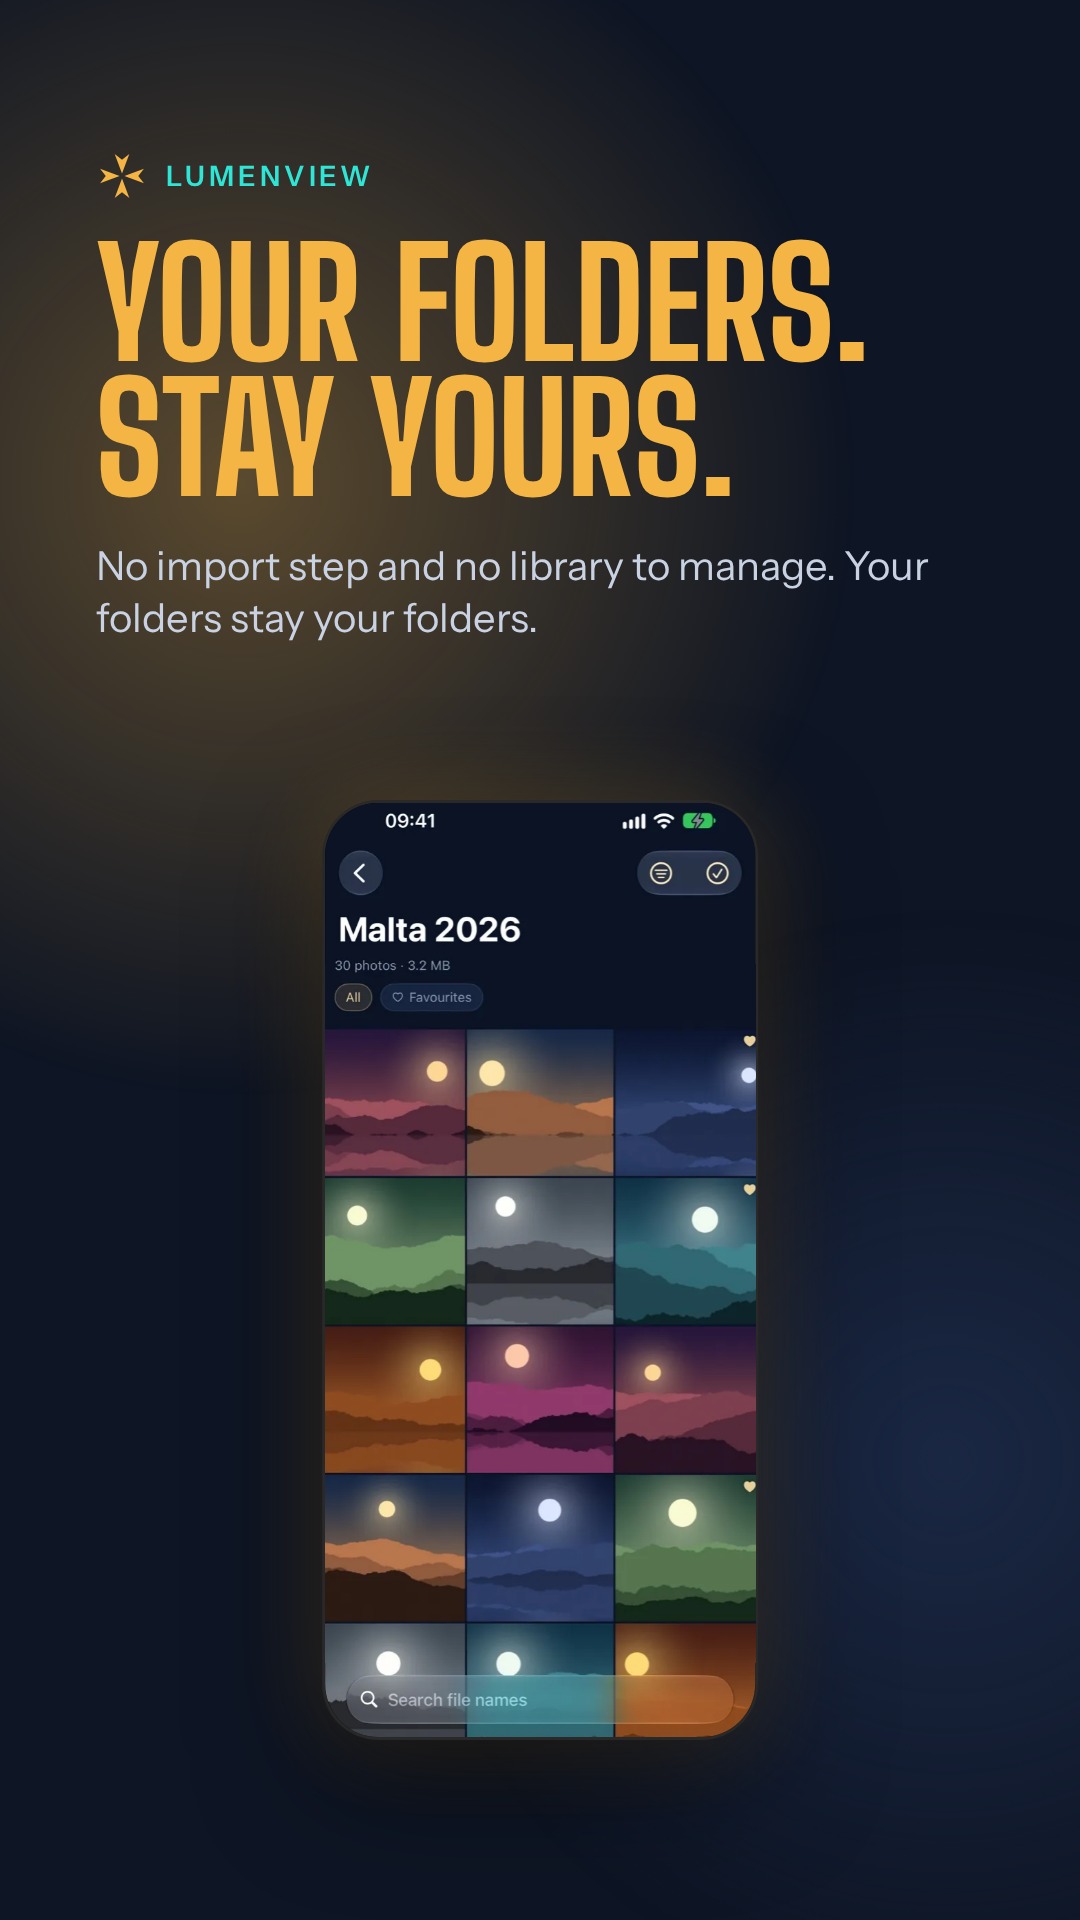 LUMENVIEW
YOUR FOLDERS.
STAY YOURS.
No import step and no library to manage. Your
folders stay your folders.
09:41
Malta 2026
30 photos · 3.2 MB
All
Favourites
Search file names